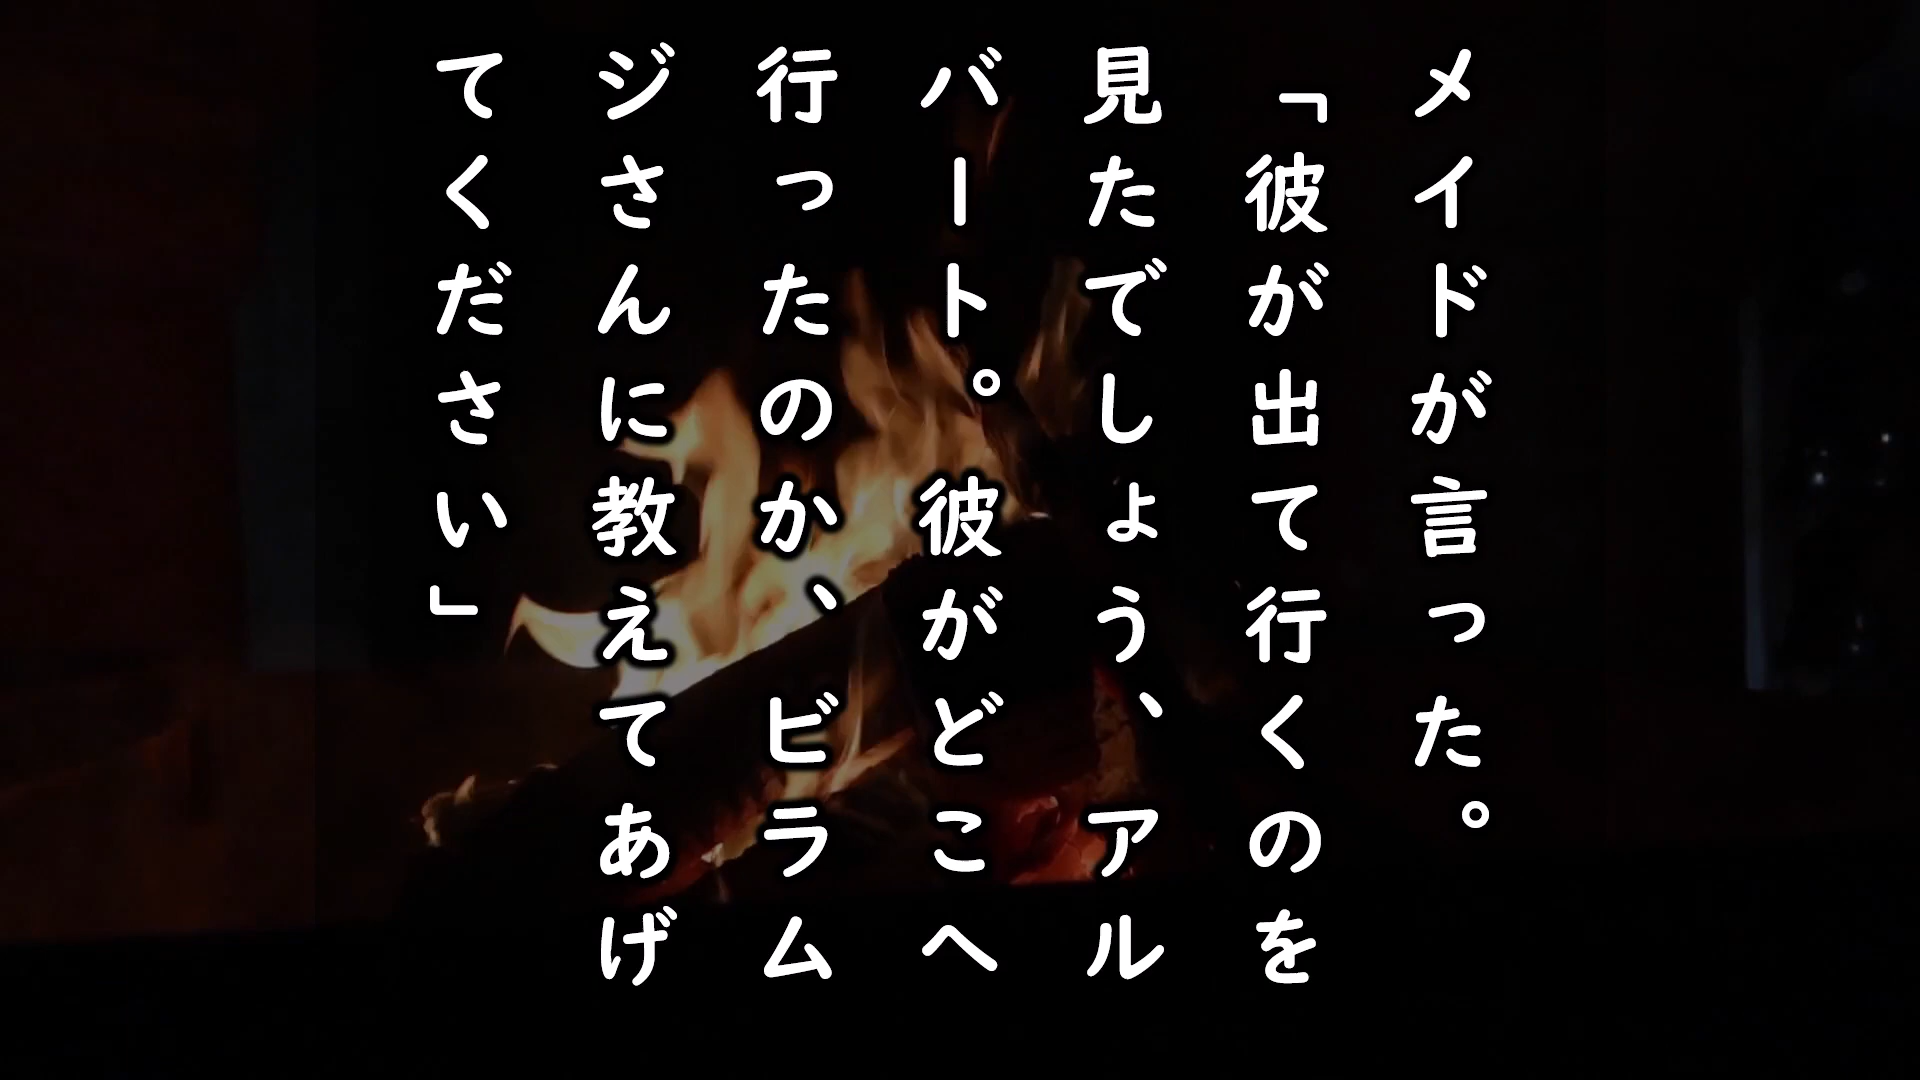 メイドが言った。
「彼が出て行くのを
見たでしょう、アル
バート。彼がどこへ
行ったのか、ビラム
ジさんに教えてあげ
てください」